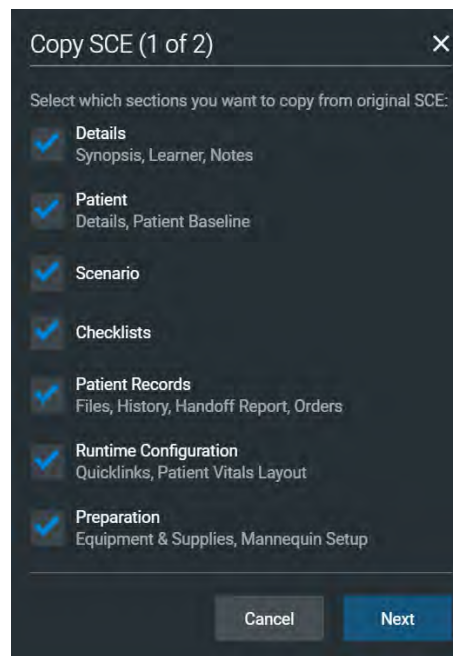 Copy SCE (1 of 2)
Select which sections you want to copy from original SCE:
Details
Synopsis, Learner, Notes
Patient
Details, Patient Baseline
Scenario
Checklists
Patient Records
Files, History, Handoff Report, Orders
Runtime Configuration
Quicklinks, Patient Vitals Layout
Preparation
Equipment & Supplies, Mannequin Setup
Cancel Next